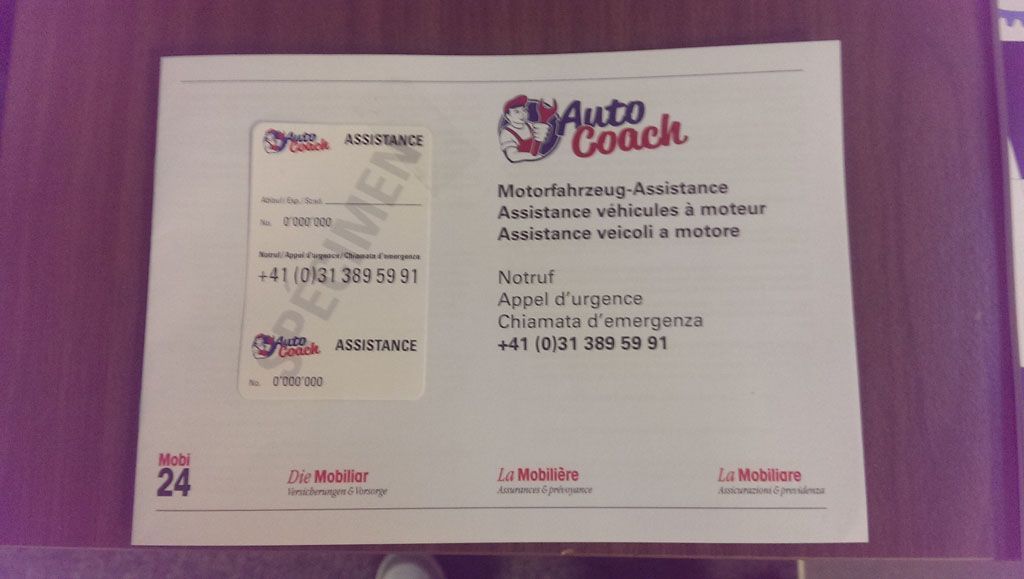 Auto
Coach
ASSISTANCE
Ablauf / Exp. / Scad.
No. 0'000'000
Notruf/Appel d'urgence/Chiamata d'emergenza
+41 (0)31 389 59 91
SPÉCIMEN
Auto
Coach
ASSISTANCE
No. 0'000'000
Auto
Coach
Motorfahrzeug-Assistance
Assistance véhicules à moteur
Assistance veicoli a motore
Notruf
Appel d'urgence
Chiamata d'emergenza
+41 (0)31 389 59 91
Mobi
24
Die Mobiliar
Versicherungen & Vorsorge
La Mobilière
Assurances & prévoyance
La Mobiliare
Assicurazioni & previdenza